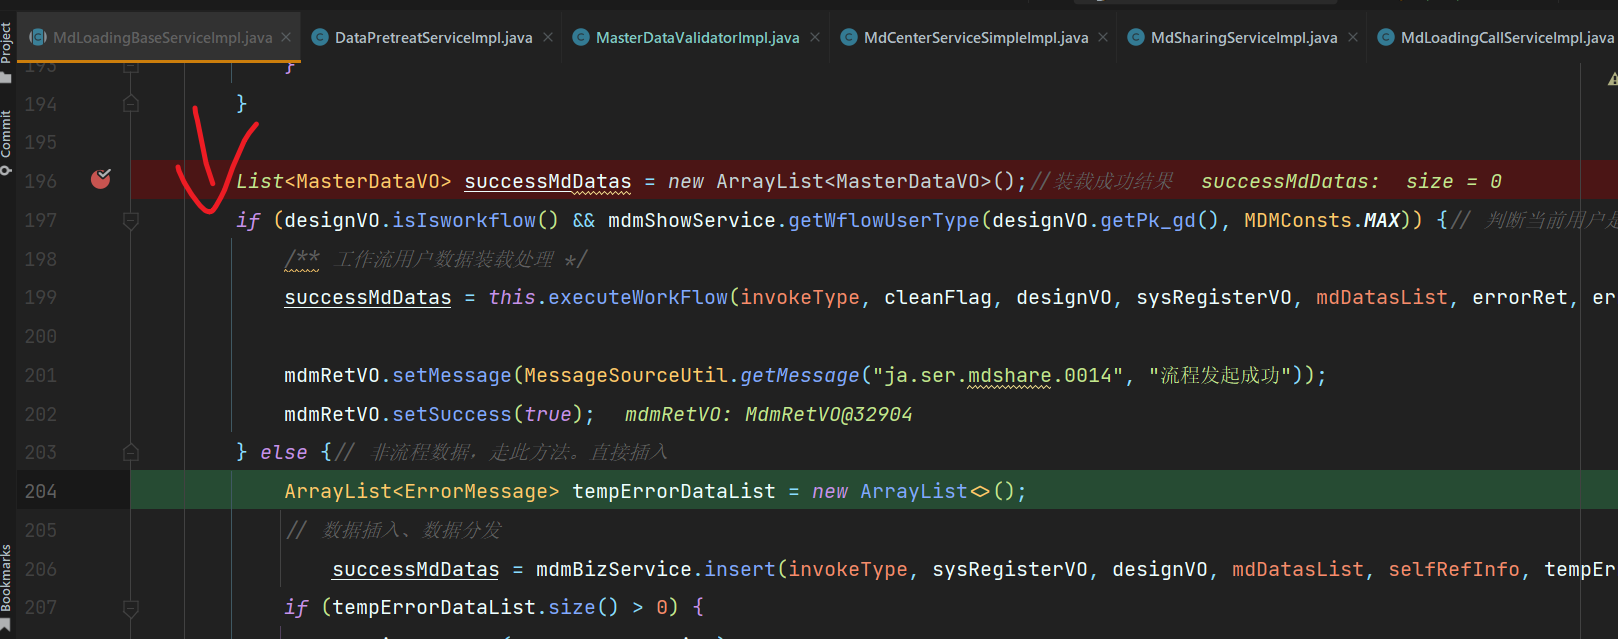 MdLoadingBaseServiceImpl.java
DataPretreatServiceImpl.java
MasterDataValidatorImpl.java
MdCenterServiceSimpleImpl.java
MdSharingServiceImpl.java
MdLoadingCallServiceImpl.java
Project
Commit
Bookmarks
193 }
194 }
195
196 List<MasterDataVO> successMdDatas = new ArrayList<MasterDataVO>();//装载成功结果 successMdDatas: size = 0
197 if (designVO.isIsworkflow() && mdmShowService.getWflowUserType(designVO.getPk_gd(), MDMConsts.MAX)) {// 判断当前用户是
198 /** 工作流用户数据装载处理 */
199 successMdDatas = this.executeWorkFlow(invokeType, cleanFlag, designVO, sysRegisterVO, mdDatasList, errorRet, er
200
201 mdmRetVO.setMessage(MessageSourceUtil.getMessage("ja.ser.mdshare.0014", "流程发起成功"));
202 mdmRetVO.setSuccess(true); mdmRetVO: MdmRetVO@32904
203 } else {// 非流程数据，走此方法。直接插入
204 ArrayList<ErrorMessage> tempErrorDataList = new ArrayList<>();
205 // 数据插入、数据分发
206 successMdDatas = mdmBizService.insert(invokeType, sysRegisterVO, designVO, mdDatasList, selfRefInfo, tempEr
207 if (tempErrorDataList.size() > 0) {